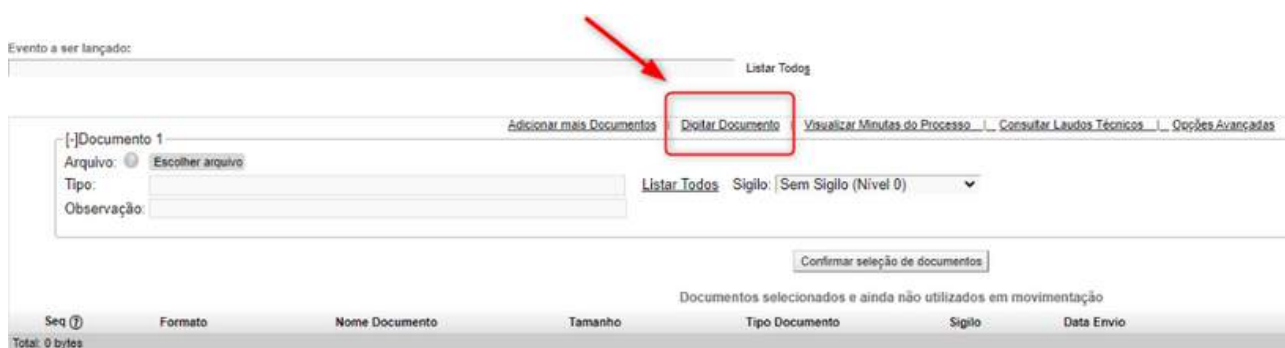 Evento a ser lançado:
Listar Todos
Adicionar mais Documentos | Digitar Documento | Visualizar Minutas do Processo | Consultar Laudos Técnicos | Opções Avançadas
[-]Documento 1
Arquivo: ? Escolher arquivo
Tipo: Listar Todos Sigilo: Sem Sigilo (Nível 0)
Observação:
Confirmar seleção de documentos
Documentos selecionados e ainda não utilizados em movimentação
Seq ? Formato Nome Documento Tamanho Tipo Documento Sigilo Data Envio
Total: 0 bytes